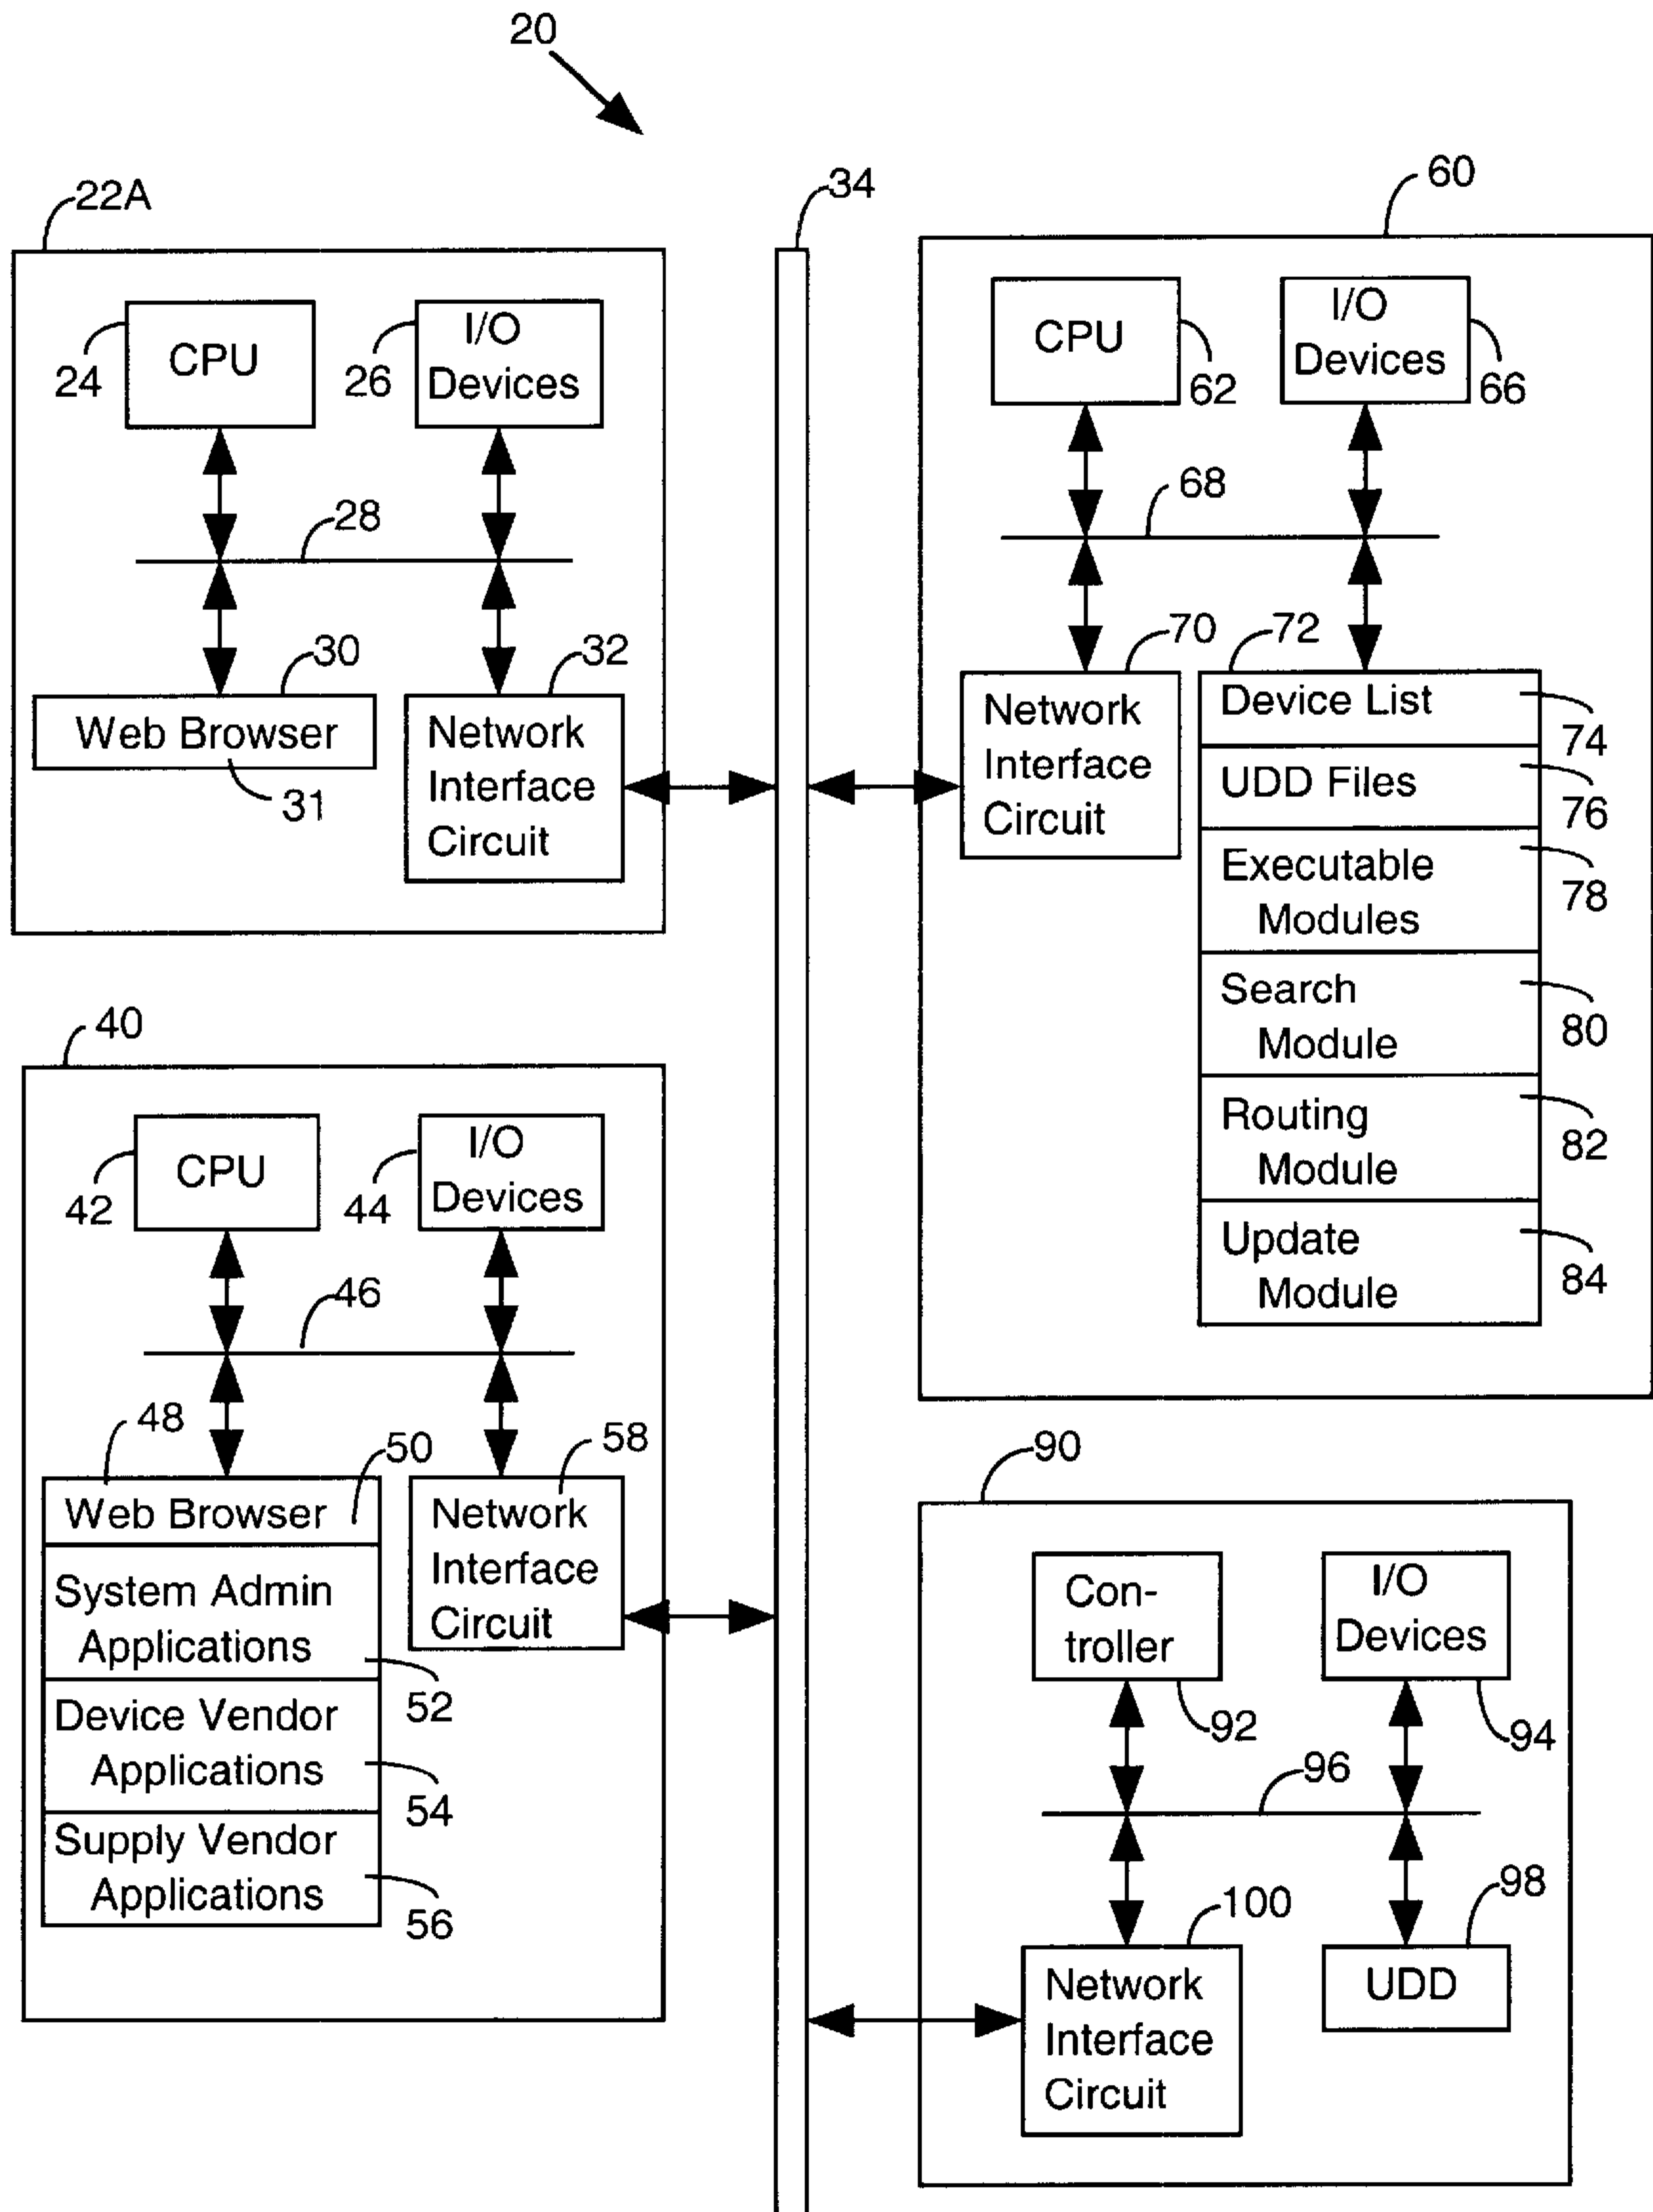 20
22A
CPU
24
I/O
Devices
26
28
30
Web Browser
31
32
Network
Interface
Circuit
34
40
CPU
42
I/O
Devices
44
46
48
50
Web Browser
System Admin
Applications
52
Device Vendor
Applications
54
Supply Vendor
Applications
56
58
Network
Interface
Circuit
60
CPU
62
I/O
Devices
66
68
70
Network
Interface
Circuit
72
Device List
74
UDD Files
76
Executable
Modules
78
Search
Module
80
Routing
Module
82
Update
Module
84
90
Con-
troller
92
I/O
Devices
94
96
98
UDD
100
Network
Interface
Circuit